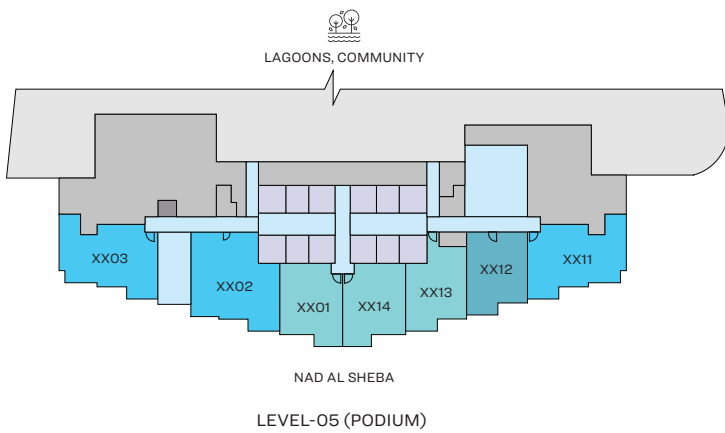 LAGOONS, COMMUNITY
XX03
XX02
XX01
XX14
XX13
XX12
XX11
NAD AL SHEBA
LEVEL-05 (PODIUM)